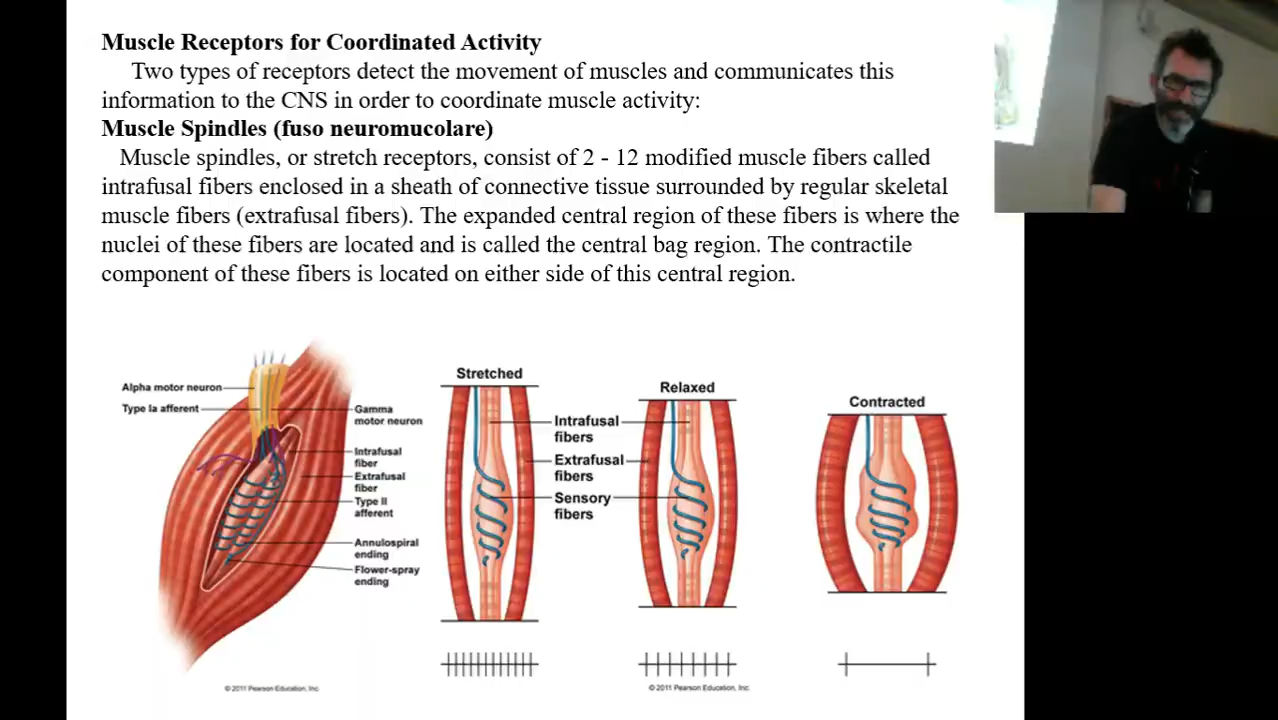 Muscle Receptors for Coordinated Activity
Two types of receptors detect the movement of muscles and communicates this
information to the CNS in order to coordinate muscle activity:
Muscle Spindles (fuso neuromucolare)
Muscle spindles, or stretch receptors, consist of 2 - 12 modified muscle fibers called
intrafusal fibers enclosed in a sheath of connective tissue surrounded by regular skeletal
muscle fibers (extrafusal fibers). The expanded central region of these fibers is where the
nuclei of these fibers are located and is called the central bag region. The contractile
component of these fibers is located on either side of this central region.
Alpha motor neuron
Type Ia afferent
Gamma
motor neuron
Intrafusal
fiber
Extrafusal
fiber
Type II
afferent
Annulospiral
ending
Flower-spray
ending
© 2011 Pearson Education, Inc.
Stretched
Intrafusal
fibers
Extrafusal
fibers
Sensory
fibers
Relaxed
Contracted
© 2011 Pearson Education, Inc.